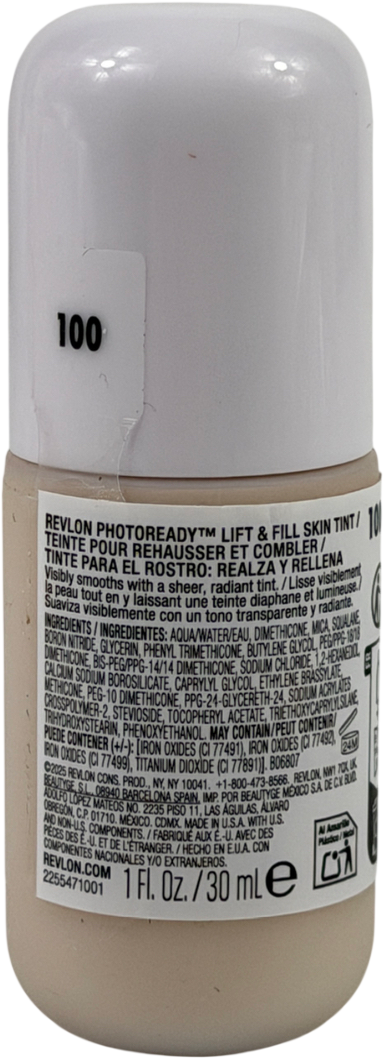 100
REVLON PHOTOREADY™ LIFT & FILL SKIN TINT /
TEINTE POUR REHAUSSER ET COMBLER /
TINTE PARA EL ROSTRO: REALZA Y RELLENA
Visibly smooths with a sheer, radiant tint. / Lisse visiblement
la peau tout en y laissant une teinte diaphane et lumineuse./
Suaviza visiblemente con un tono transparente y radiante.
INGREDIENTS / INGREDIENTES: AQUA/WATER/EAU, DIMETHICONE, MICA, SQUALANE,
BORON NITRIDE, GLYCERIN, PHENYL TRIMETHICONE, BUTYLENE GLYCOL, PEG/PPG-18/18
DIMETHICONE, BIS-PEG/PPG-14/14 DIMETHICONE, SODIUM CHLORIDE, 1,2-HEXANEDIOL,
CALCIUM SODIUM BOROSILICATE, CAPRYLYL GLYCOL, ETHYLENE BRASSYLATE,
METHICONE, PEG-10 DIMETHICONE, PPG-24-GLYCERETH-24, SODIUM ACRYLATES
CROSSPOLYMER-2, STEVIOSIDE, TOCOPHERYL ACETATE, TRIETHOXYCAPRYLYLSILANE,
TRIHYDROXYSTEARIN, PHENOXYETHANOL. MAY CONTAIN/PEUT CONTENIR/
PUEDE CONTENER (+/-): [IRON OXIDES (CI 77491), IRON OXIDES (CI 77492),
IRON OXIDES (CI 77499), TITANIUM DIOXIDE (CI 77891)]. B06807
24M
©2025 REVLON CONS. PROD., NY, NY 10041. +1-800-473-8566. REVLON, NW1 7GX, UK.
BEAUTYGE, S.L., 08940 BARCELONA SPAIN. IMP. POR BEAUTYGE MÉXICO S.A. DE C.V. BLVD.
ADOLFO LÓPEZ MATEOS NO. 2235 PISO 11, LAS ÁGUILAS, ÁLVARO
OBREGÓN, C.P. 01710. MÉXICO. CDMX. MADE IN U.S.A. WITH U.S.
AND NON-U.S. COMPONENTS. / FABRIQUÉ AUX É.-U. AVEC DES
PIÈCES DES É.-U. ET DE L'ÉTRANGER. / HECHO EN E.U.A. CON
COMPONENTES NACIONALES Y/O EXTRANJEROS.
REVLON.COM
2255471001
1 Fl. Oz. / 30 mL e
Al Amarillo
Plástico / Metal